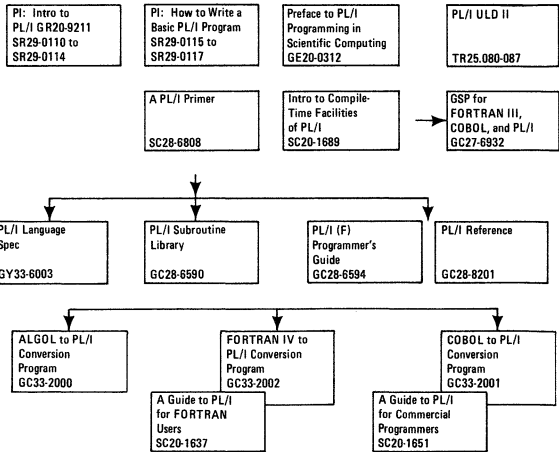 PI: Intro to
PL/I GR20-9211
SR29-0110 to
SR29-0114
PI: How to Write a
Basic PL/I Program
SR29-0115 to
SR29-0117
Preface to PL/I
Programming in
Scientific Computing
GE20-0312
PL/I ULD II
TR25.080-087
A PL/I Primer
SC28-6808
Intro to Compile-
Time Facilities
of PL/I
SC20-1689
GSP for
FORTRAN III,
COBOL, and PL/I
GC27-6932
PL/I Language
Spec
GY33-6003
PL/I Subroutine
Library
GC28-6590
PL/I (F)
Programmer's
Guide
GC28-6594
PL/I Reference
GC28-8201
ALGOL to PL/I
Conversion
Program
GC33-2000
FORTRAN IV to
PL/I Conversion
Program
GC33-2002
A Guide to PL/I
for FORTRAN
Users
SC20-1637
COBOL to PL/I
Conversion
Program
GC33-2001
A Guide to PL/I
for Commercial
Programmers
SC20-1651